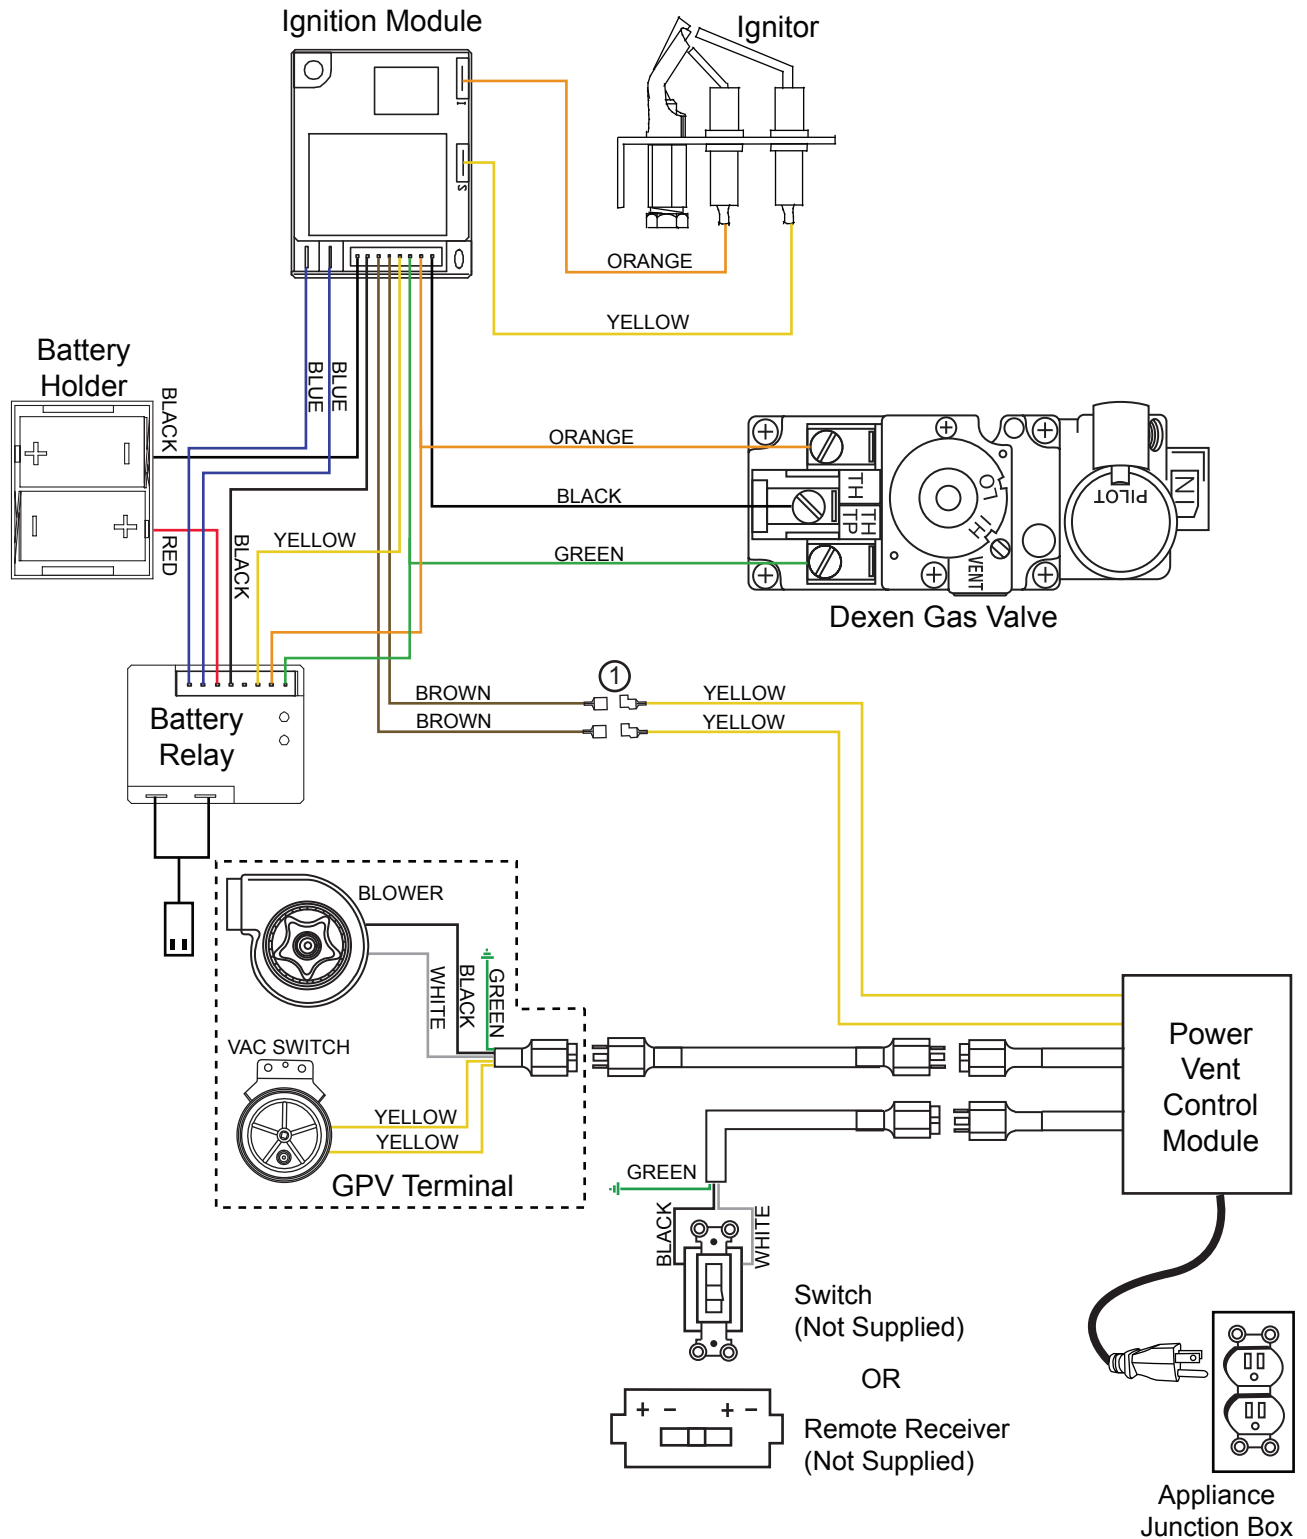 Ignition Module
Ignitor
I
S
ORANGE
YELLOW
Battery
Holder
BLACK
BLUE
BLUE
+ -
- +
RED
BLACK
YELLOW
ORANGE
BLACK
GREEN
TH
TH
TP
LO
HI
VENT
PILOT
IN
Dexen Gas Valve
1
BROWN
YELLOW
BROWN
YELLOW
Battery
Relay
BLOWER
WHITE
BLACK
GREEN
VAC SWITCH
YELLOW
YELLOW
GPV Terminal
Power
Vent
Control
Module
GREEN
BLACK
WHITE
Switch
(Not Supplied)
OR
+ - + -
Remote Receiver
(Not Supplied)
Appliance
Junction Box